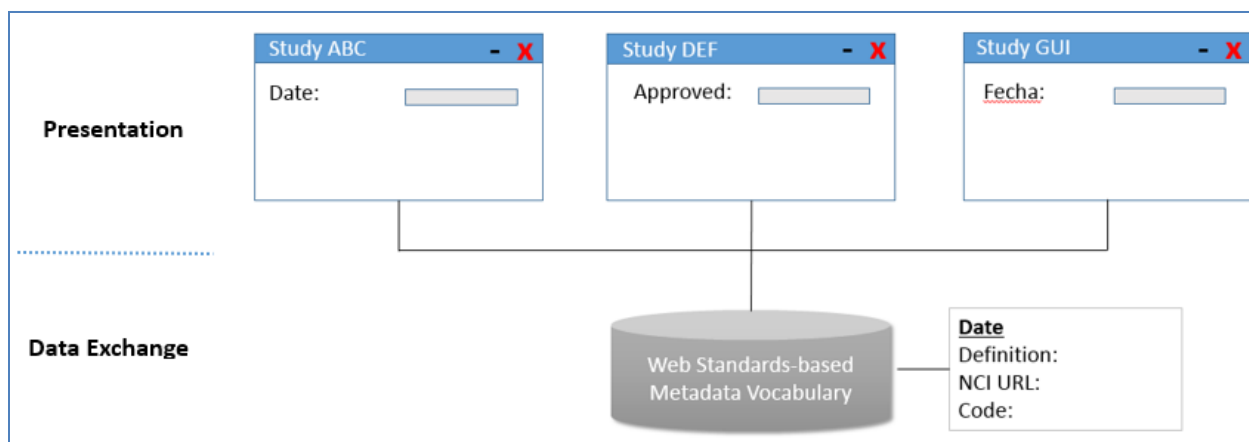 Study ABC - X
Study DEF - X
Study GUI - X
Date:
Approved:
Fecha:
Presentation
Data Exchange
Web Standards-based
Metadata Vocabulary
Date
Definition:
NCI URL:
Code: